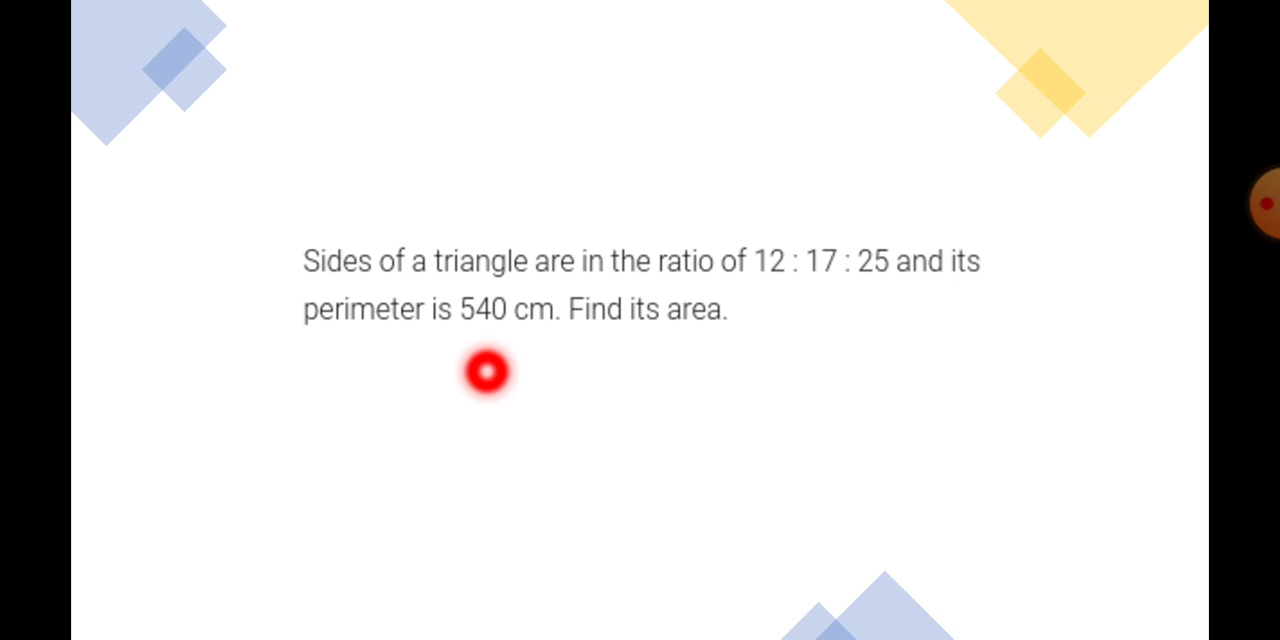 Sides of a triangle are in the ratio of 12 : 17 : 25 and its
perimeter is 540 cm. Find its area.